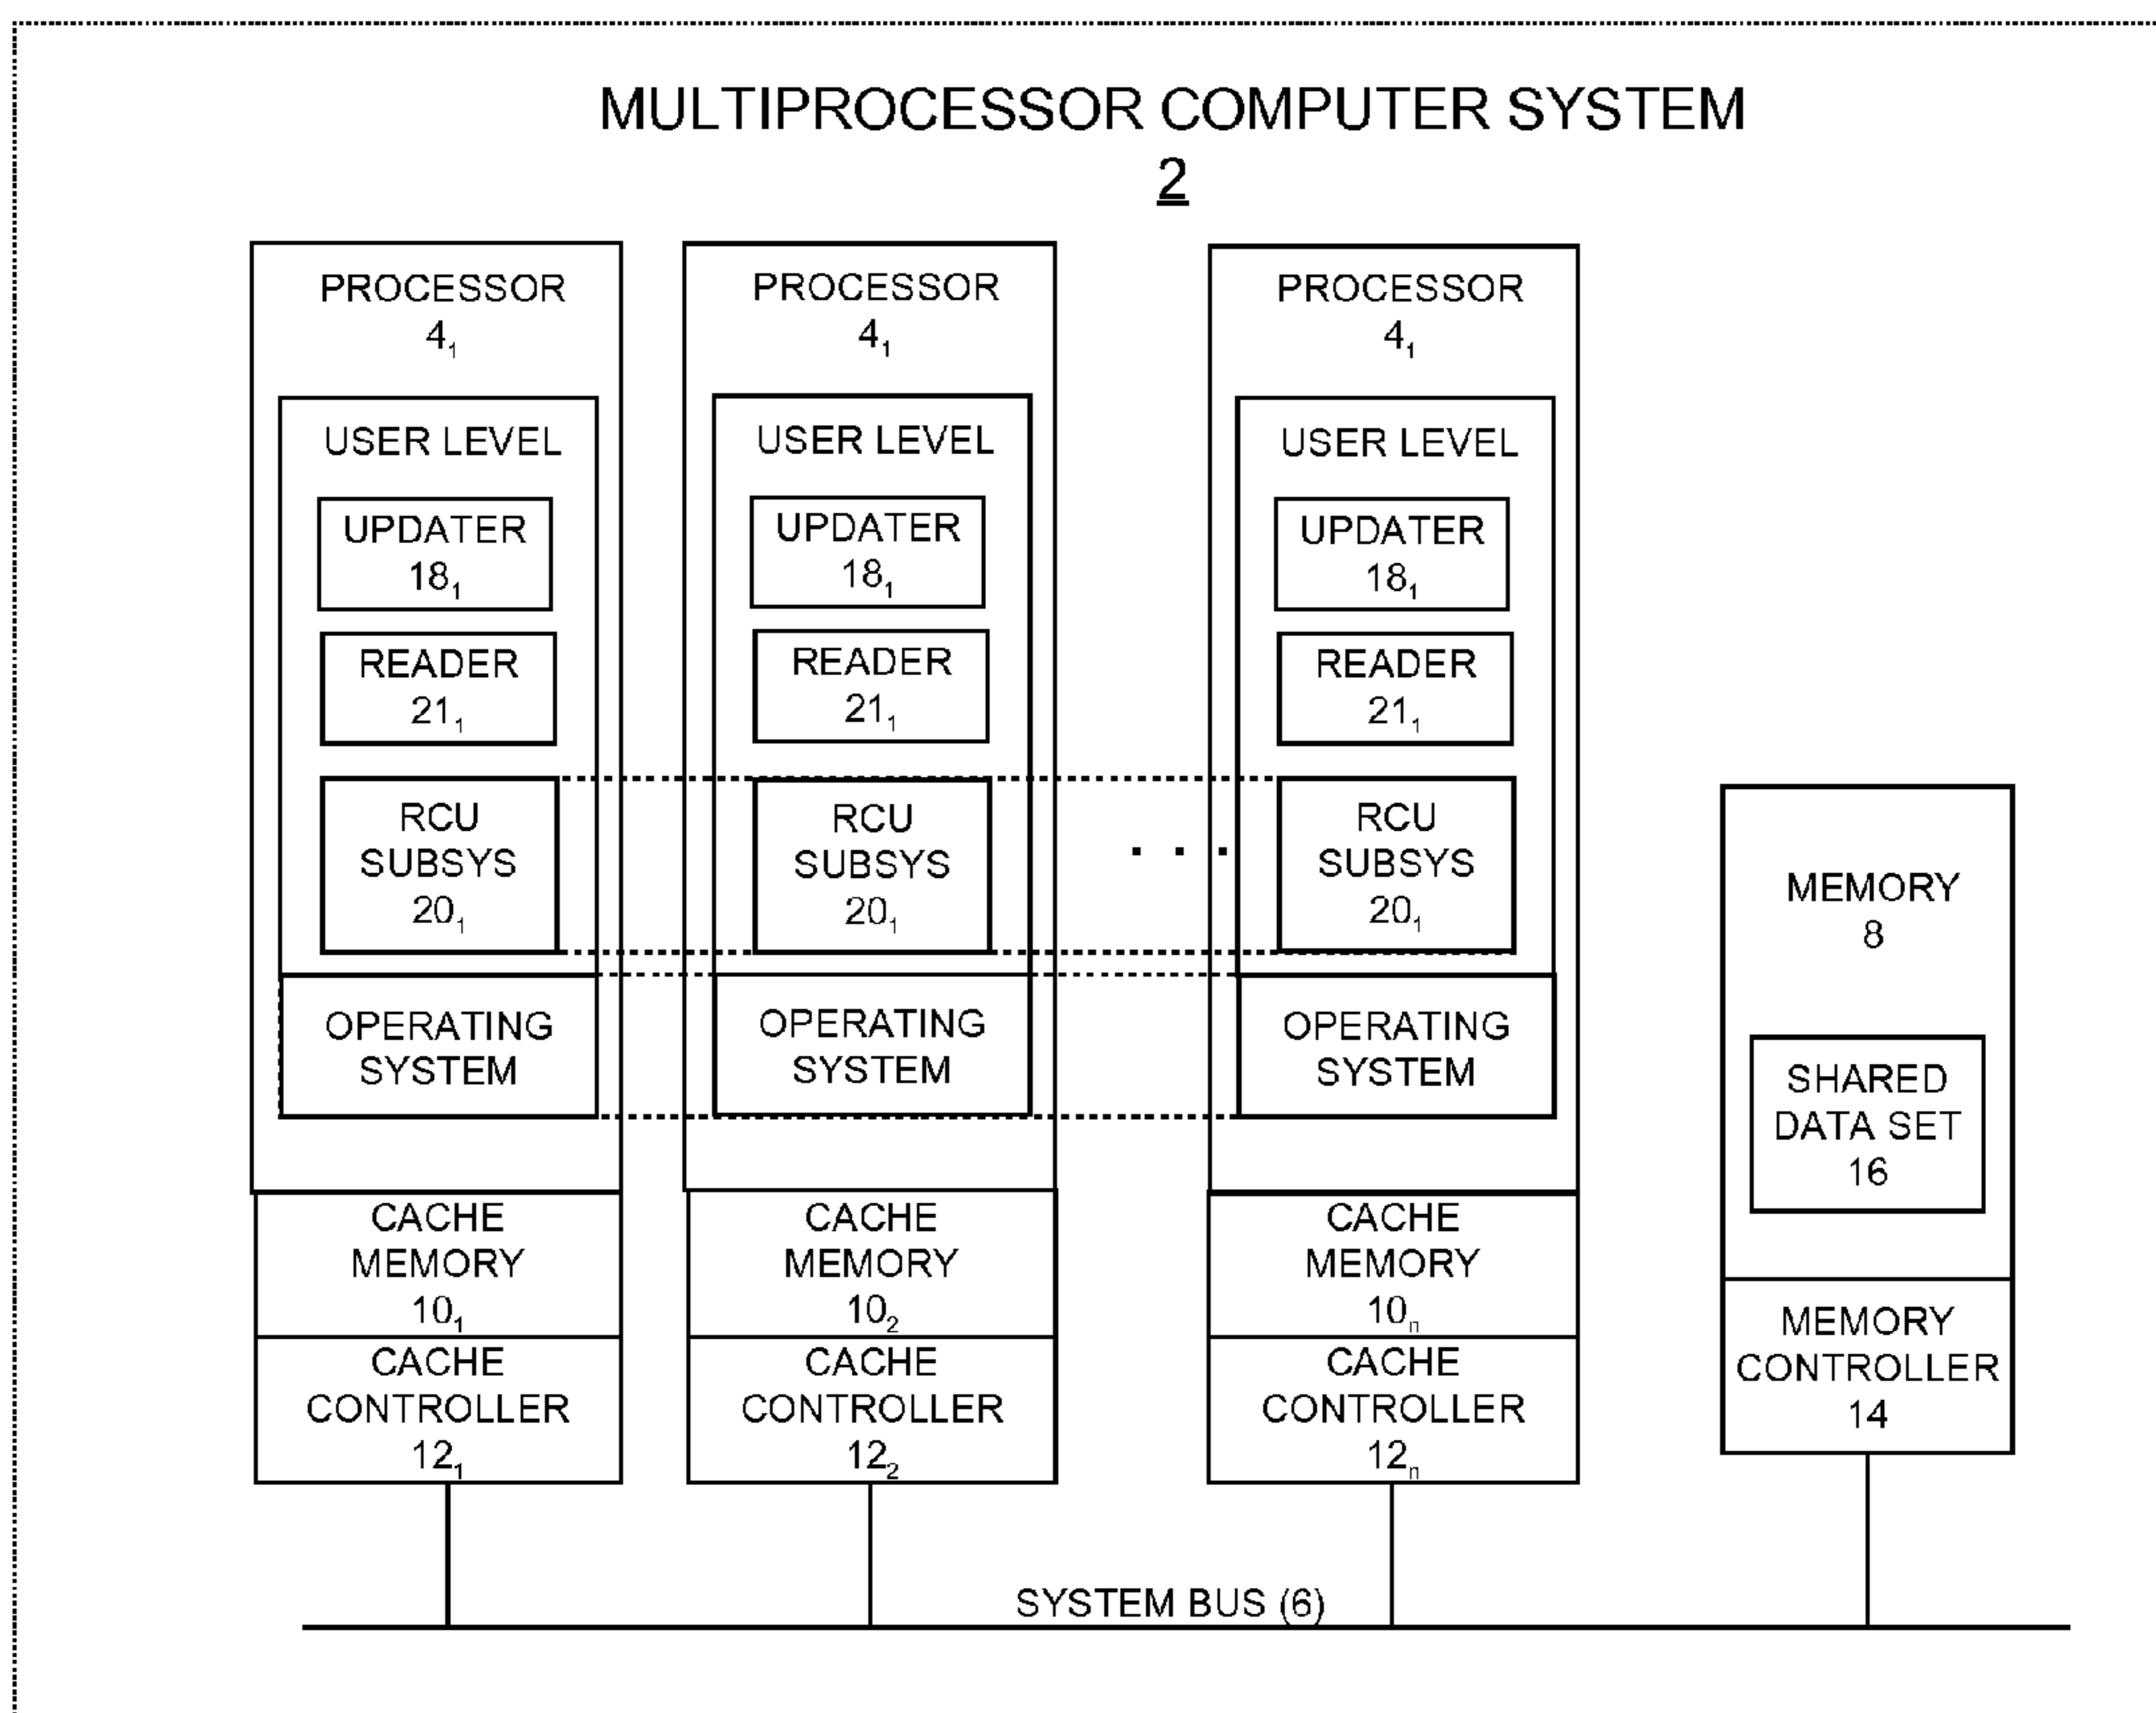 MULTIPROCESSOR COMPUTER SYSTEM
2
PROCESSOR
4₁
USER LEVEL
UPDATER
18₁
READER
21₁
RCU
SUBSYS
20₁
OPERATING
SYSTEM
CACHE
MEMORY
10₁
CACHE
CONTROLLER
12₁
PROCESSOR
4₁
USER LEVEL
UPDATER
18₁
READER
21₁
RCU
SUBSYS
20₁
OPERATING
SYSTEM
CACHE
MEMORY
10₂
CACHE
CONTROLLER
12₂
. . .
PROCESSOR
4₁
USER LEVEL
UPDATER
18₁
READER
21₁
RCU
SUBSYS
20₁
OPERATING
SYSTEM
CACHE
MEMORY
10ₙ
CACHE
CONTROLLER
12ₙ
MEMORY
8
SHARED
DATA SET
16
MEMORY
CONTROLLER
14
SYSTEM BUS (6)